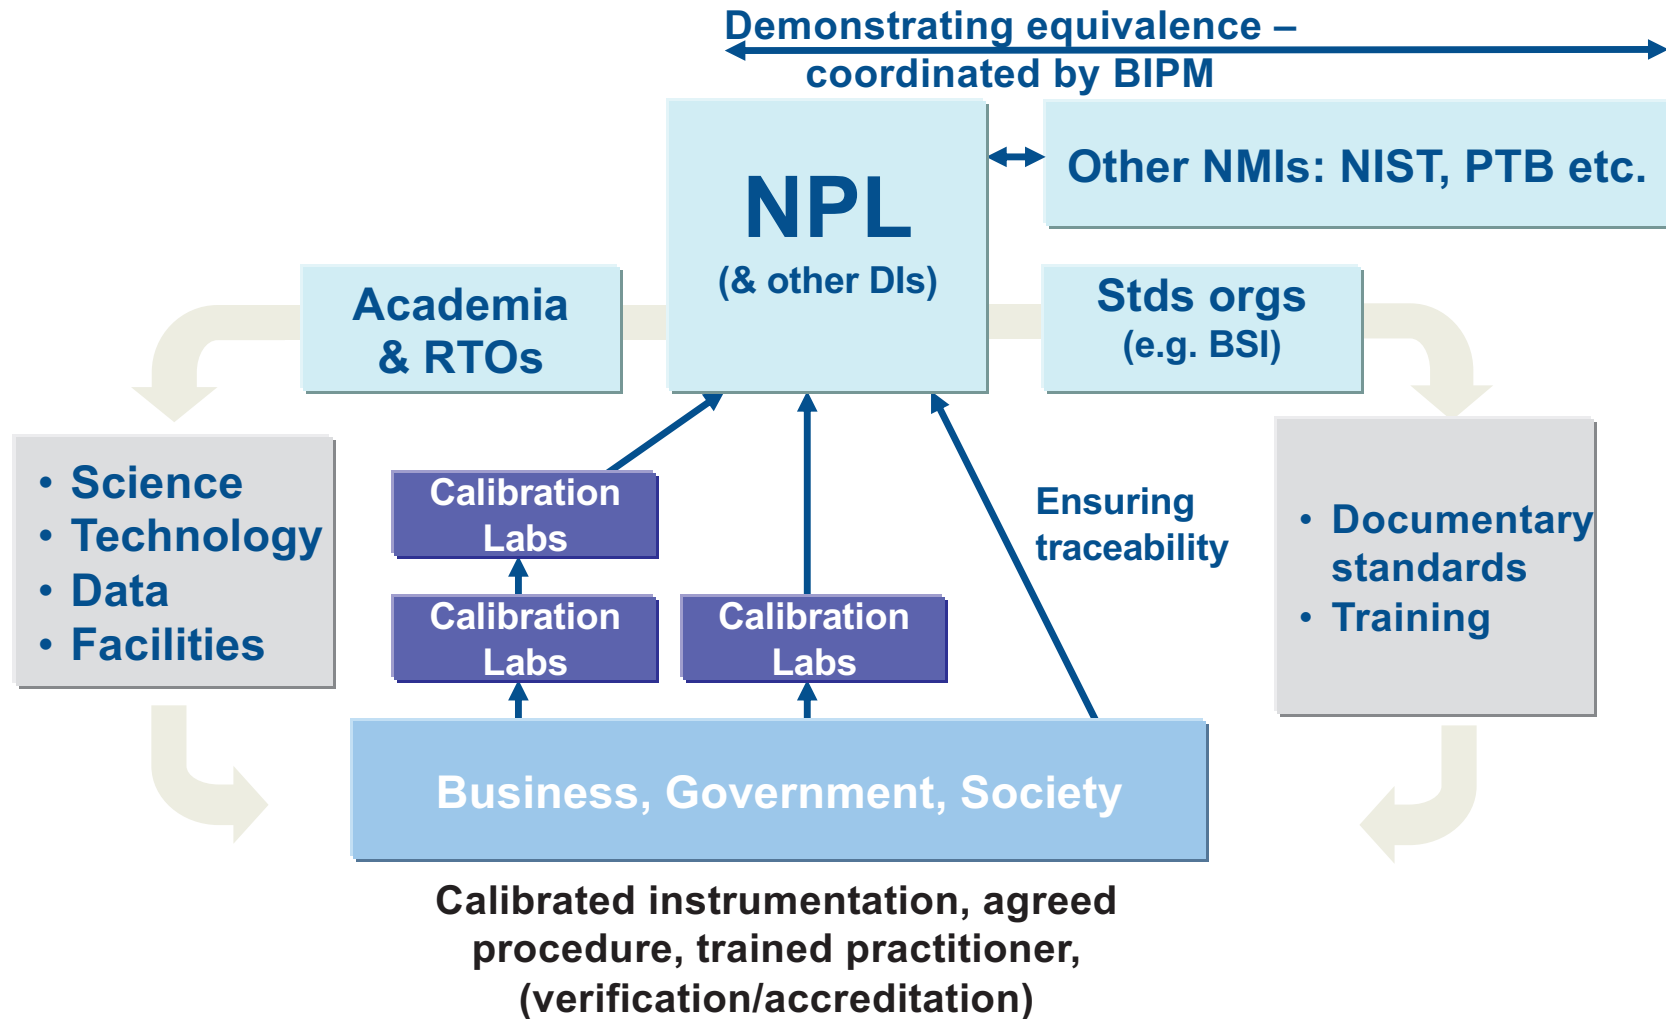 Demonstrating equivalence –
coordinated by BIPM
NPL
(& other DIs)
Other NMIs: NIST, PTB etc.
Academia
& RTOs
Stds orgs
(e.g. BSI)
• Science
• Technology
• Data
• Facilities
Calibration
Labs
Calibration
Labs
Calibration
Labs
Ensuring
traceability
• Documentary
standards
• Training
Business, Government, Society
Calibrated instrumentation, agreed
procedure, trained practitioner,
(verification/accreditation)